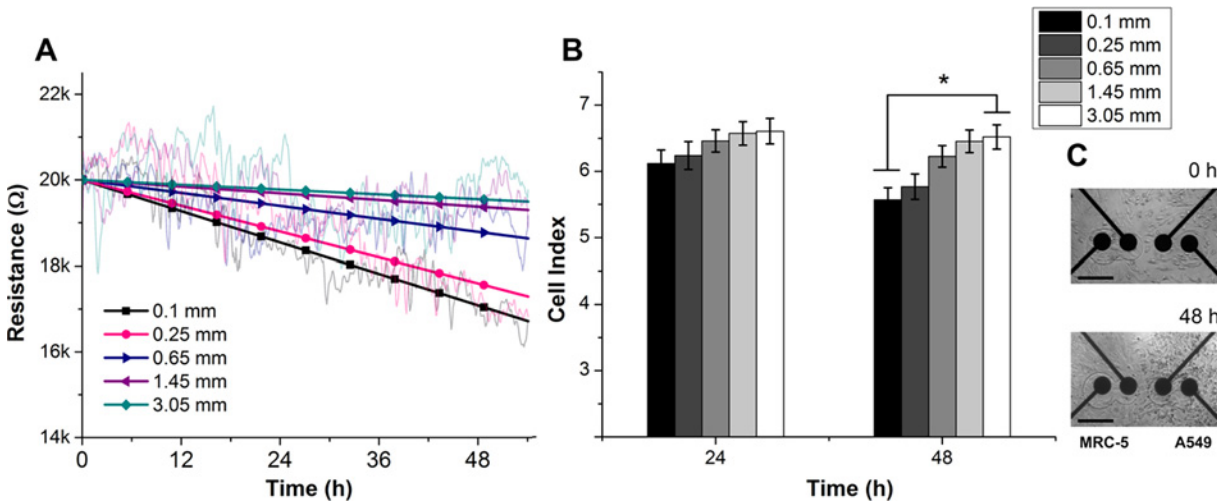 A
Resistance (Ω)
22k
20k
18k
16k
14k
0.1 mm
0.25 mm
0.65 mm
1.45 mm
3.05 mm
0 12 24 36 48
Time (h)
B
Cell Index
7
6
5
4
3
*
24 48
Time (h)
0.1 mm
0.25 mm
0.65 mm
1.45 mm
3.05 mm
C
0 h
48 h
MRC-5 A549